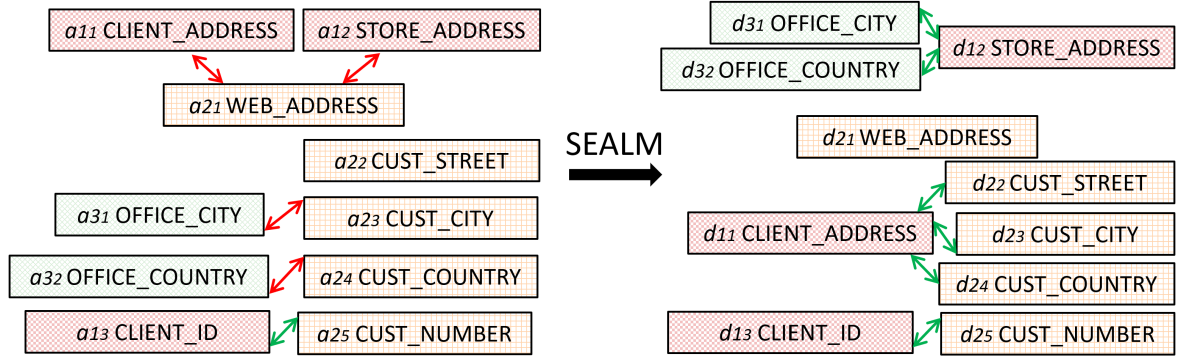 a11 CLIENT_ADDRESS
a12 STORE_ADDRESS
a21 WEB_ADDRESS
a22 CUST_STREET
a31 OFFICE_CITY
a23 CUST_CITY
a32 OFFICE_COUNTRY
a24 CUST_COUNTRY
a13 CLIENT_ID
a25 CUST_NUMBER
SEALM
d31 OFFICE_CITY
d12 STORE_ADDRESS
d32 OFFICE_COUNTRY
d21 WEB_ADDRESS
d22 CUST_STREET
d11 CLIENT_ADDRESS
d23 CUST_CITY
d24 CUST_COUNTRY
d13 CLIENT_ID
d25 CUST_NUMBER